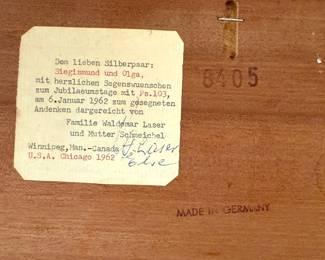 Dem lieben Silberpaar:
Siegismund und Olga,
mit herzlichen Segenswuenschen
zum Jubilaeumstage mit Ps.103,
am 6.Januar 1962 zum gesegneten
Andenken dargereicht von
Familie Waldemar Laser
und Mutter Schmeichel
Winnipeg,Man.-Canada
U.S.A. Chicago 1962
Laser
Else
8405
MADE IN GERMANY